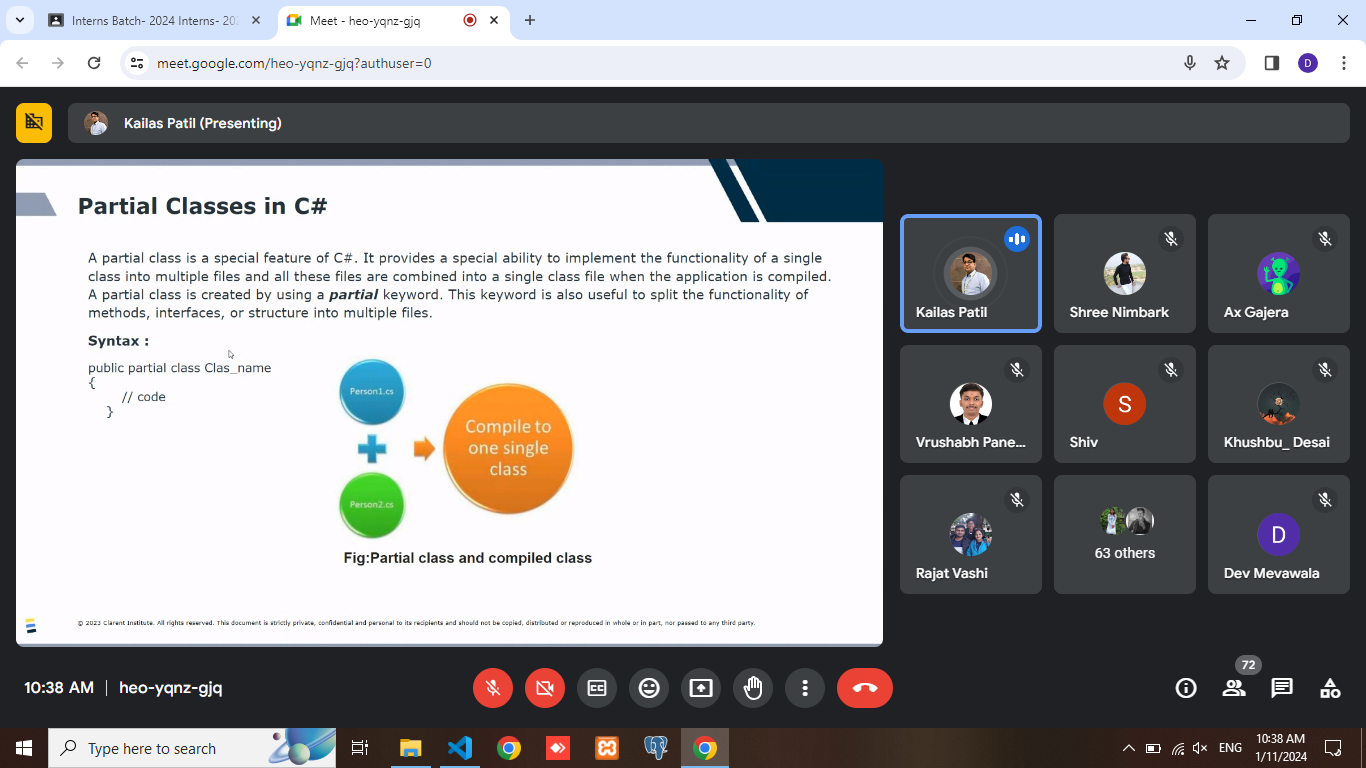 Interns Batch- 2024 Interns- 202
Meet - heo-yqnz-gjq
meet.google.com/heo-yqnz-gjq?authuser=0
D
Kailas Patil (Presenting)
Partial Classes in C#
A partial class is a special feature of C#. It provides a special ability to implement the functionality of a single
class into multiple files and all these files are combined into a single class file when the application is compiled.
A partial class is created by using a partial keyword. This keyword is also useful to split the functionality of
methods, interfaces, or structure into multiple files.
Syntax :
public partial class Clas_name
{
// code
}
Person1.cs
Person2.cs
Compile to
one single
class
Fig:Partial class and compiled class
© 2023 Clarent Institute. All rights reserved. This document is strictly private, confidential and personal to its recipients and should not be copied, distributed or reproduced in whole or in part, nor passed to any third party.
Kailas Patil
Shree Nimbark
Ax Gajera
Vrushabh Pane...
S
Shiv
Khushbu_ Desai
Rajat Vashi
63 others
D
Dev Mevawala
10:38 AM
heo-yqnz-gjq
72
Type here to search
ENG
10:38 AM
1/11/2024